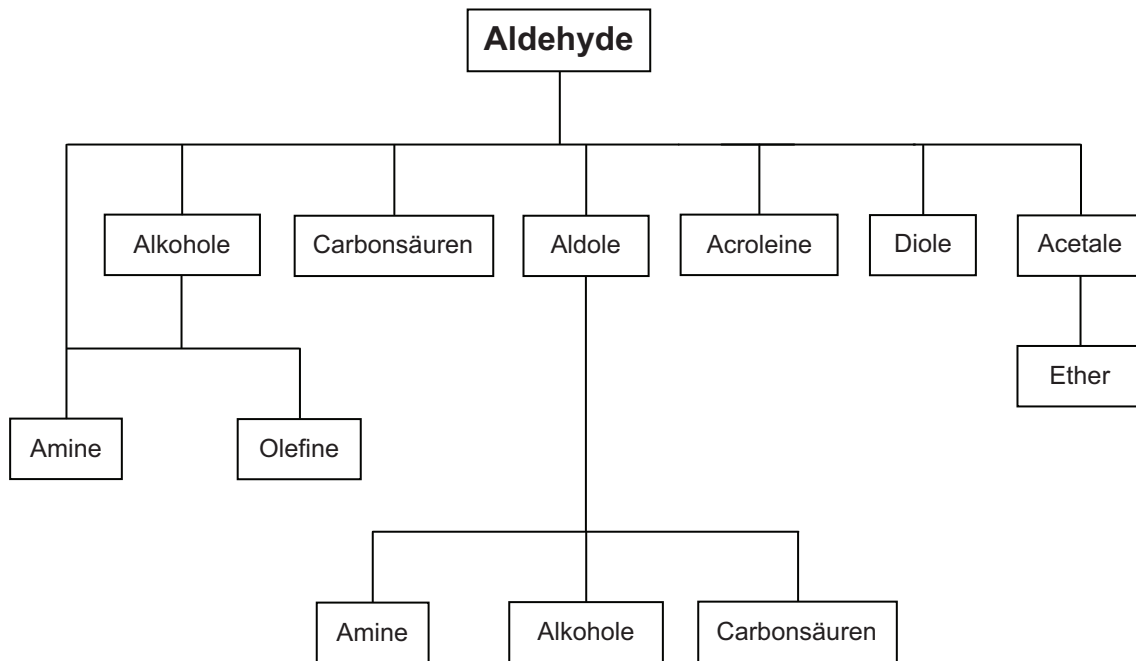 Aldehyde
Alkohole
Carbonsäuren
Aldole
Acroleine
Diole
Acetale
Ether
Amine
Olefine
Amine
Alkohole
Carbonsäuren